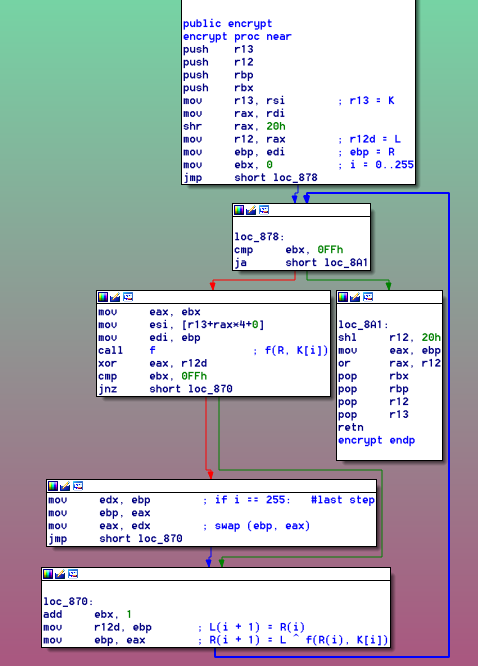 public encrypt
encrypt proc near
push r13
push r12
push rbp
push rbx
mov r13, rsi ; r13 = K
mov rax, rdi
shr rax, 20h
mov r12, rax ; r12d = L
mov ebp, edi ; ebp = R
mov ebx, 0 ; i = 0..255
jmp short loc_878
loc_878:
cmp ebx, 0FFh
ja short loc_8A1
mov eax, ebx
mov esi, [r13+rax*4+0]
mov edi, ebp
call f ; f(R, K[i])
xor eax, r12d
cmp ebx, 0FFh
jnz short loc_870
loc_8A1:
shl r12, 20h
mov eax, ebp
or rax, r12
pop rbx
pop rbp
pop r12
pop r13
retn
encrypt endp
mov edx, ebp ; if i == 255: #last step
mov ebp, eax
mov eax, edx ; swap (ebp, eax)
jmp short loc_870
loc_870:
add ebx, 1
mov r12d, ebp ; L(i + 1) = R(i)
mov ebp, eax ; R(i + 1) = L ^ f(R(i), K[i])